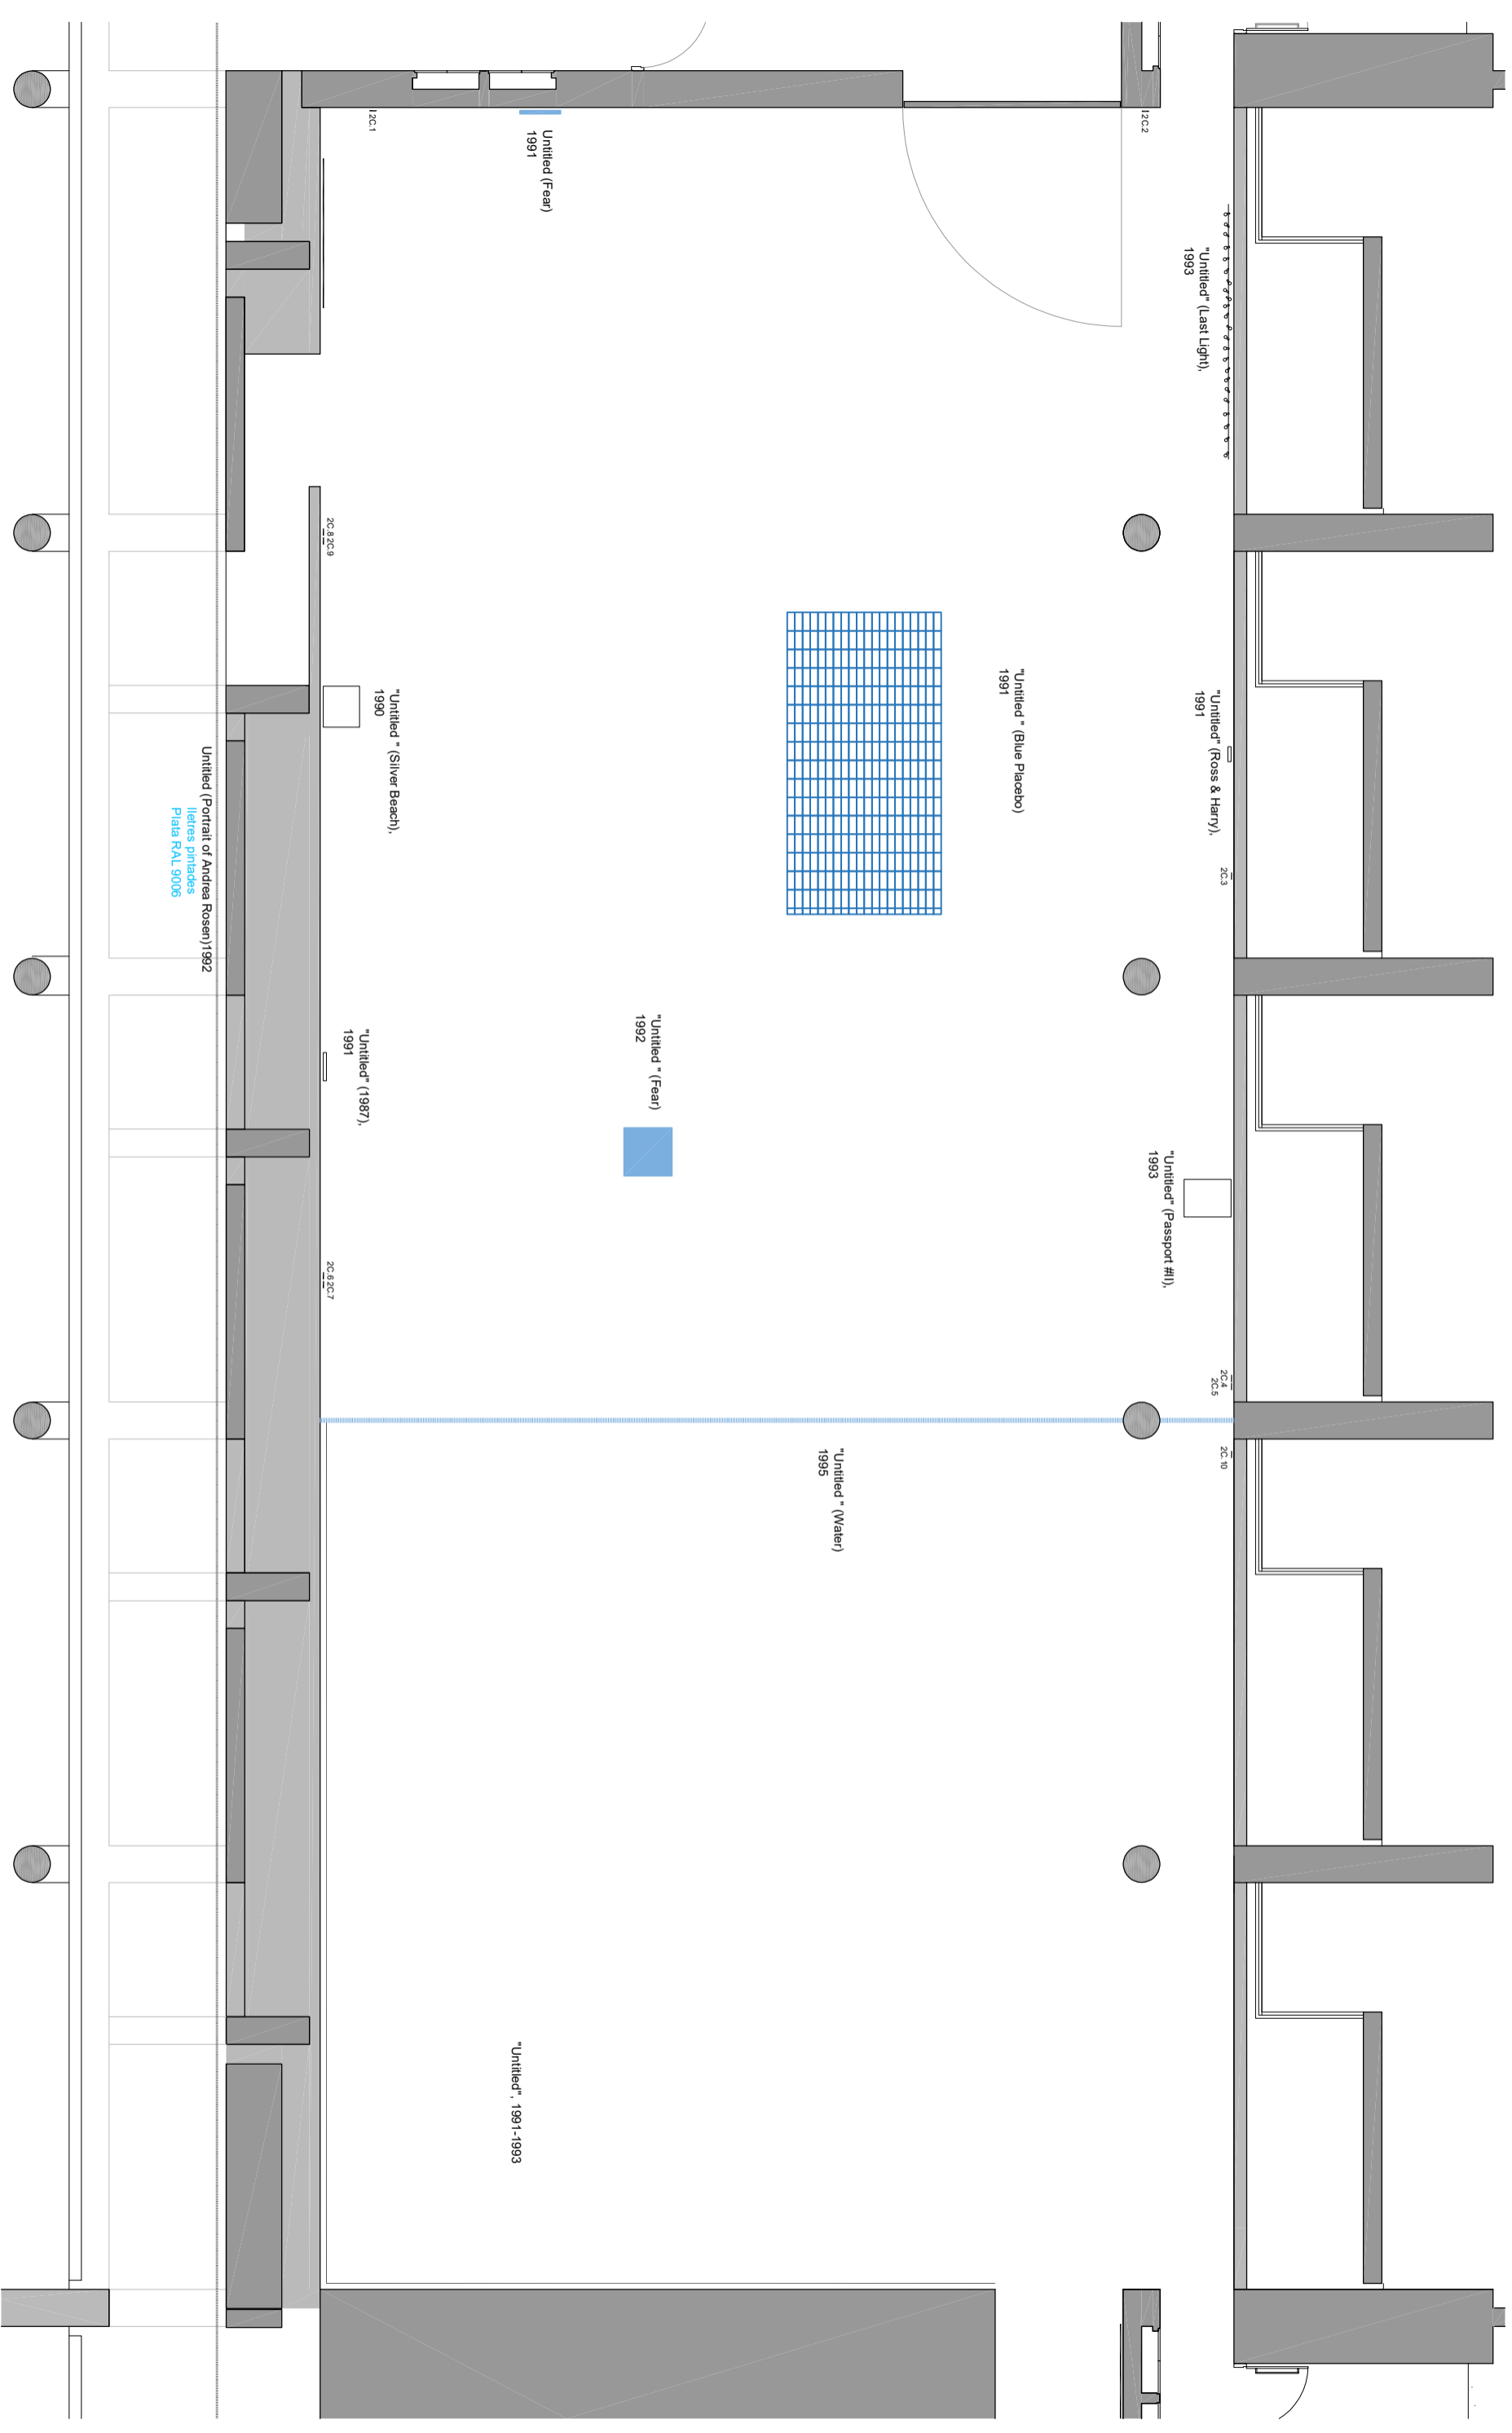 2C.1
Untitled (Fear)
1991
2C.2
"Untitled" (Last Light),
1993
2C.8 2C.9
"Untitled " (Silver Beach),
1990
"Untitled " (Blue Placebo)
1991
"Untitled" (Ross & Harry),
1991
2C.3
Untitled (Portrait of Andrea Rosen)1992
lletres pintades
Plata RAL 9006
"Untitled" (1987),
1991
"Untitled " (Fear)
1992
"Untitled" (Passport #II),
1993
2C.6 2C.7
2C.4
2C.5
2C.10
"Untitled " (Water)
1995
"Untitled", 1991-1993